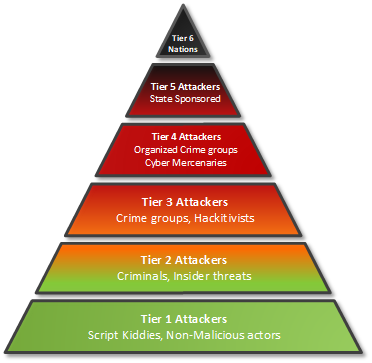 Tier 6
Nations
Tier 5 Attackers
State Sponsored
Tier 4 Attackers
Organized Crime groups
Cyber Mercenaries
Tier 3 Attackers
Crime groups, Hackitivists
Tier 2 Attackers
Criminals, Insider threats
Tier 1 Attackers
Script Kiddies, Non-Malicious actors